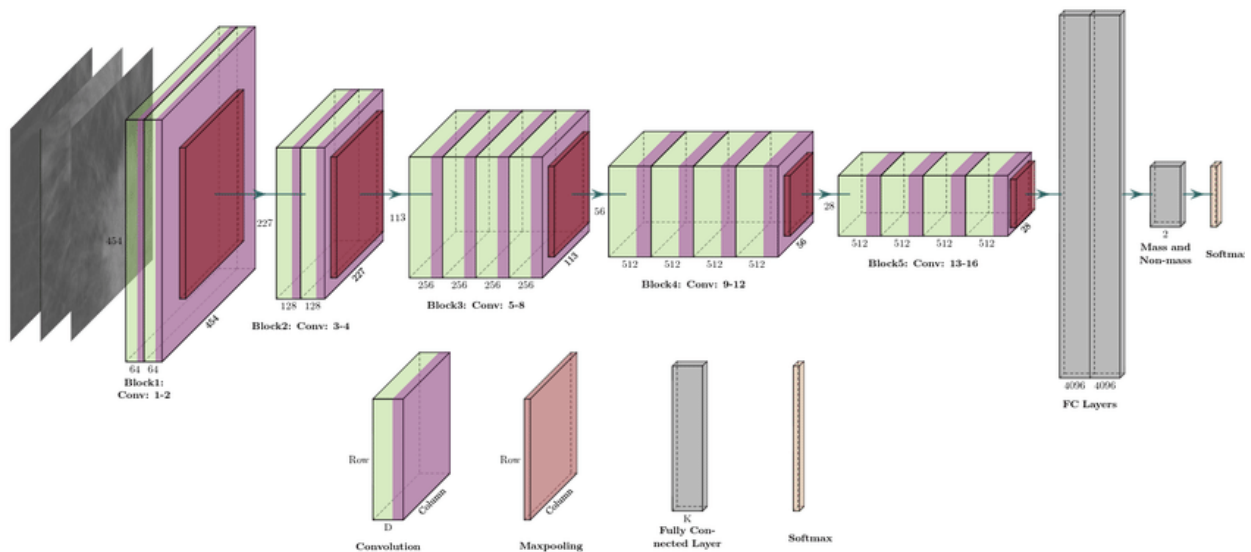 454
454
64 64
Block1:
Conv: 1-2
227
227
128 128
Block2: Conv: 3-4
113
113
256 256 256 256
Block3: Conv: 5-8
56
56
512 512 512 512
Block4: Conv: 9-12
28
28
512 512 512 512
Block5: Conv: 13-16
4096 4096
FC Layers
2
Mass and
Non-mass
Softmax
Row
Column
D
Convolution
Row
Column
Maxpooling
K
Fully Con-
nected Layer
Softmax